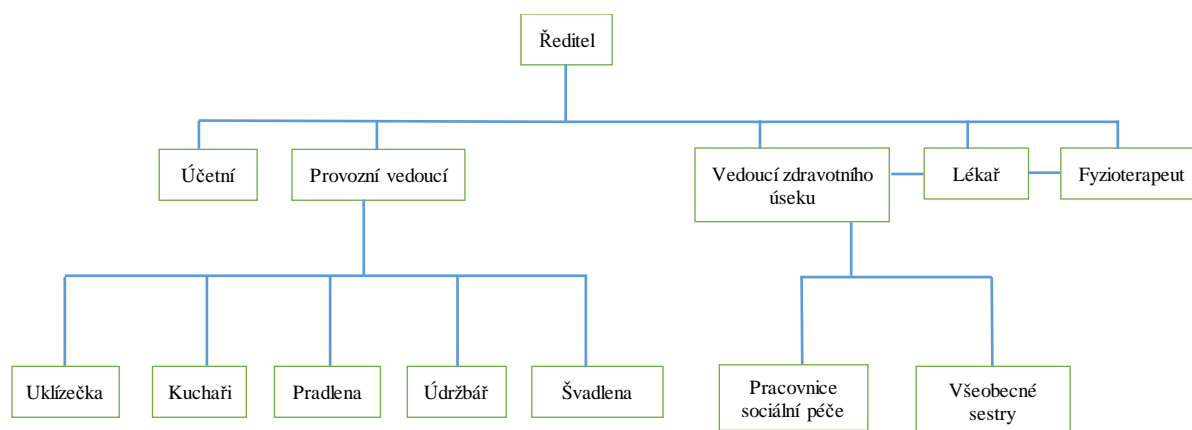 Ředitel
Účetní
Provozní vedoucí
Vedoucí zdravotního
úseku
Lékař
Fyzioterapeut
Uklízečka
Kuchaři
Pradlena
Údržbář
Švadlena
Pracovnice
sociální péče
Všeobecné
sestry